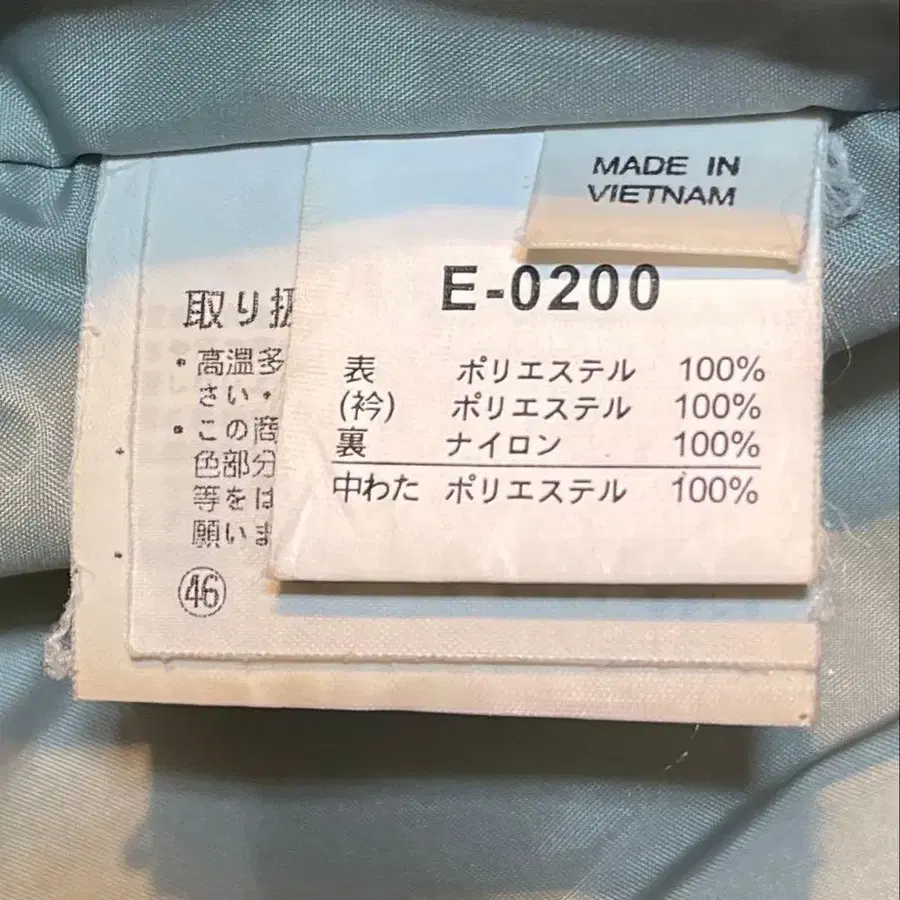 MADE IN
VIETNAM
E-0200
表 ポリエステル 100%
(衿) ポリエステル 100%
裏 ナイロン 100%
中わた ポリエステル 100%
取り扱
・高温多
さい・
・この商
色部分
等をは
願いま
46